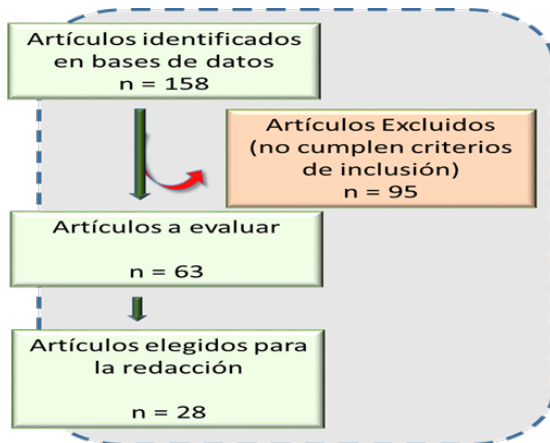 Artículos identificados
en bases de datos
n = 158
Artículos Excluidos
(no cumplen criterios
de inclusión)
n = 95
Artículos a evaluar
n = 63
Artículos elegidos para
la redacción
n = 28